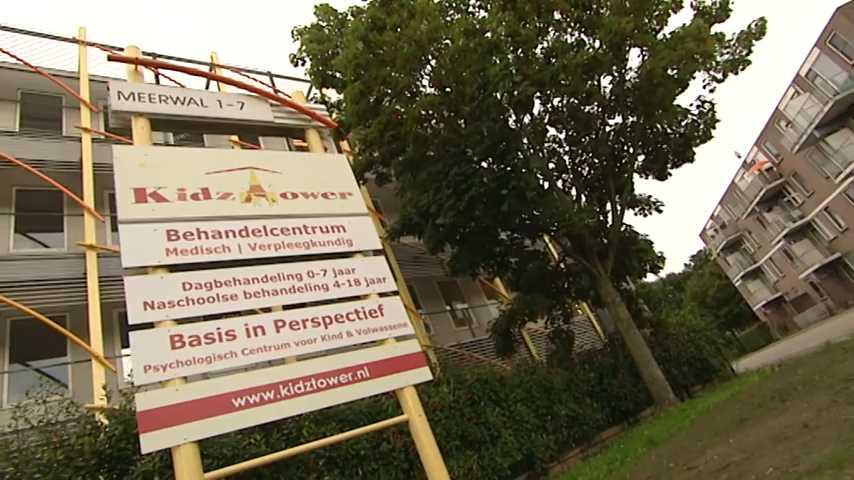 MEERWAL 1-7
KidzTower
Behandelcentrum
Medisch | Verpleegkundig
Dagbehandeling 0-7 jaar
Naschoolse behandeling 4-18 jaar
Basis in Perspectief
Psychologisch Centrum voor Kind & Volwassene
www.kidztower.nl